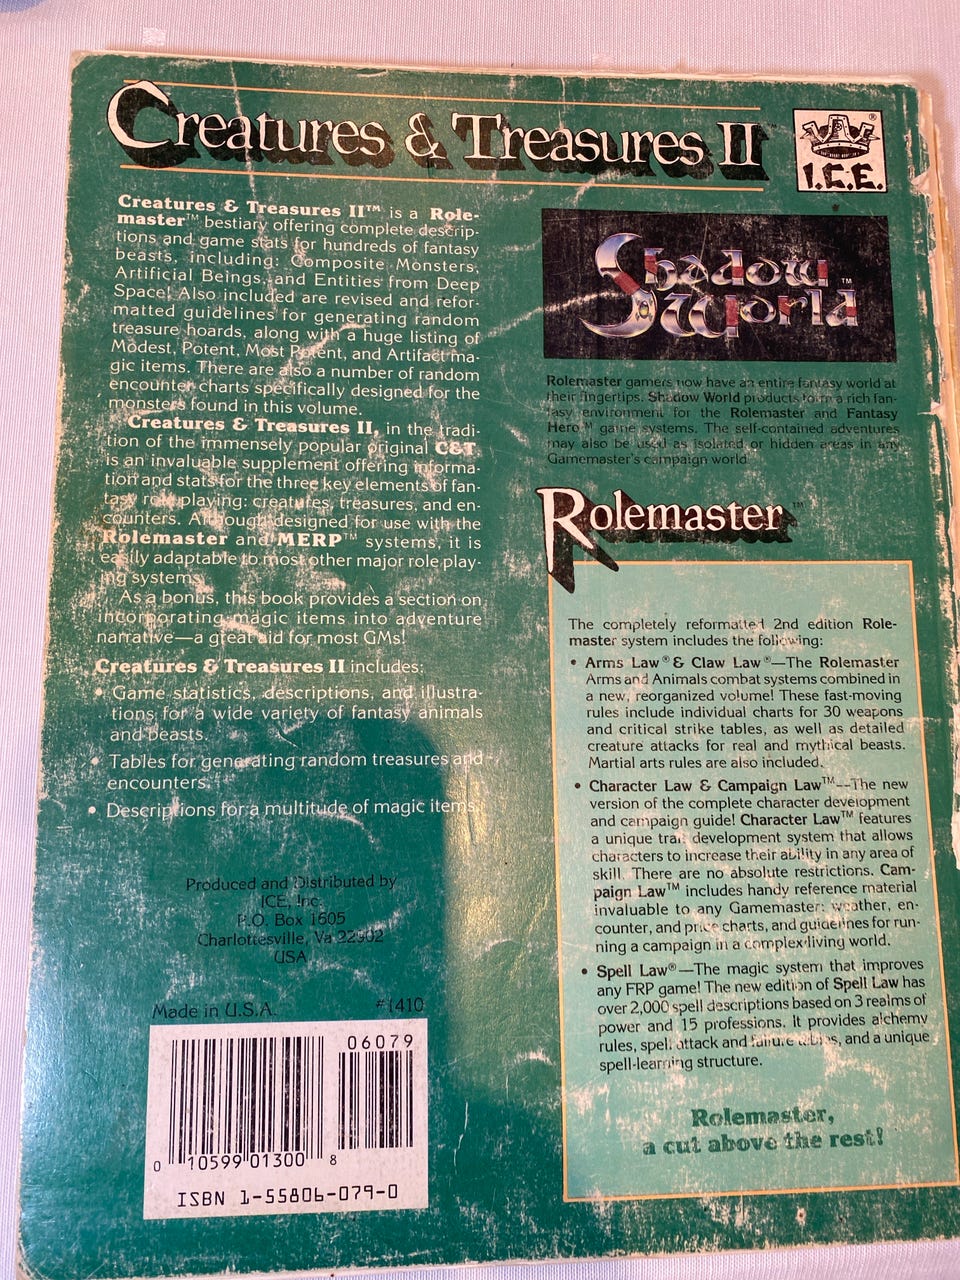 Creatures & Treasures II™
®
I.C.E.
Creatures & Treasures II™ is a Role-
master™ bestiary offering complete descrip-
tions and game stats for hundreds of fantasy
beasts, including: Composite Monsters,
Artificial Beings, and Entities from Deep
Space! Also included are revised and refor-
matted guidelines for generating random
treasure hoards, along with a huge listing of
Modest, Potent, Most Potent, and Artifact ma-
gic items. There are also a number of random
encounter charts specifically designed for the
monsters found in this volume.
Creatures & Treasures II, in the tradi-
tion of the immensely popular original C&T,
is an invaluable supplement offering informa-
tion and stats for the three key elements of fan-
tasy role playing: creatures, treasures, and en-
counters. Although designed for use with the
Rolemaster and MERP™ systems, it is
easily adaptable to most other major role play-
ing systems.
As a bonus, this book provides a section on
incorporating magic items into adventure
narrative—a great aid for most GMs!
Creatures & Treasures II includes:
• Game statistics, descriptions, and illustra-
tions for a wide variety of fantasy animals
and beasts.
• Tables for generating random treasures and
encounters.
• Descriptions for a multitude of magic items.
Produced and Distributed by
ICE, Inc.
P.O. Box 1605
Charlottesville, Va 22902
USA
Made in U.S.A. #1410
06079
0 10599 01300 8
ISBN 1-55806-079-0
Shadow
World™
Rolemaster gamers now have an entire fantasy world at
their fingertips. Shadow World products form a rich fan-
tasy environment for the Rolemaster and Fantasy
Hero™ game systems. The self-contained adventures
may also be used as isolated or hidden areas in any
Gamemaster's campaign world
Rolemaster™
The completely reformatted 2nd edition Role-
master system includes the following:
• Arms Law® & Claw Law®—The Rolemaster
Arms and Animals combat systems combined in
a new, reorganized volume! These fast-moving
rules include individual charts for 30 weapons
and critical strike tables, as well as detailed
creature attacks for real and mythical beasts.
Martial arts rules are also included.
• Character Law & Campaign Law™--The new
version of the complete character development
and campaign guide! Character Law™ features
a unique trait development system that allows
characters to increase their ability in any area of
skill. There are no absolute restrictions. Cam-
paign Law™ includes handy reference material
invaluable to any Gamemaster: weather, en-
counter, and price charts, and guidelines for run-
ning a campaign in a complex living world.
• Spell Law®—The magic system that improves
any FRP game! The new edition of Spell Law has
over 2,000 spell descriptions based on 3 realms of
power and 15 professions. It provides alchemy
rules, spell attack and failure tables, and a unique
spell-learning structure.
Rolemaster,
a cut above the rest!